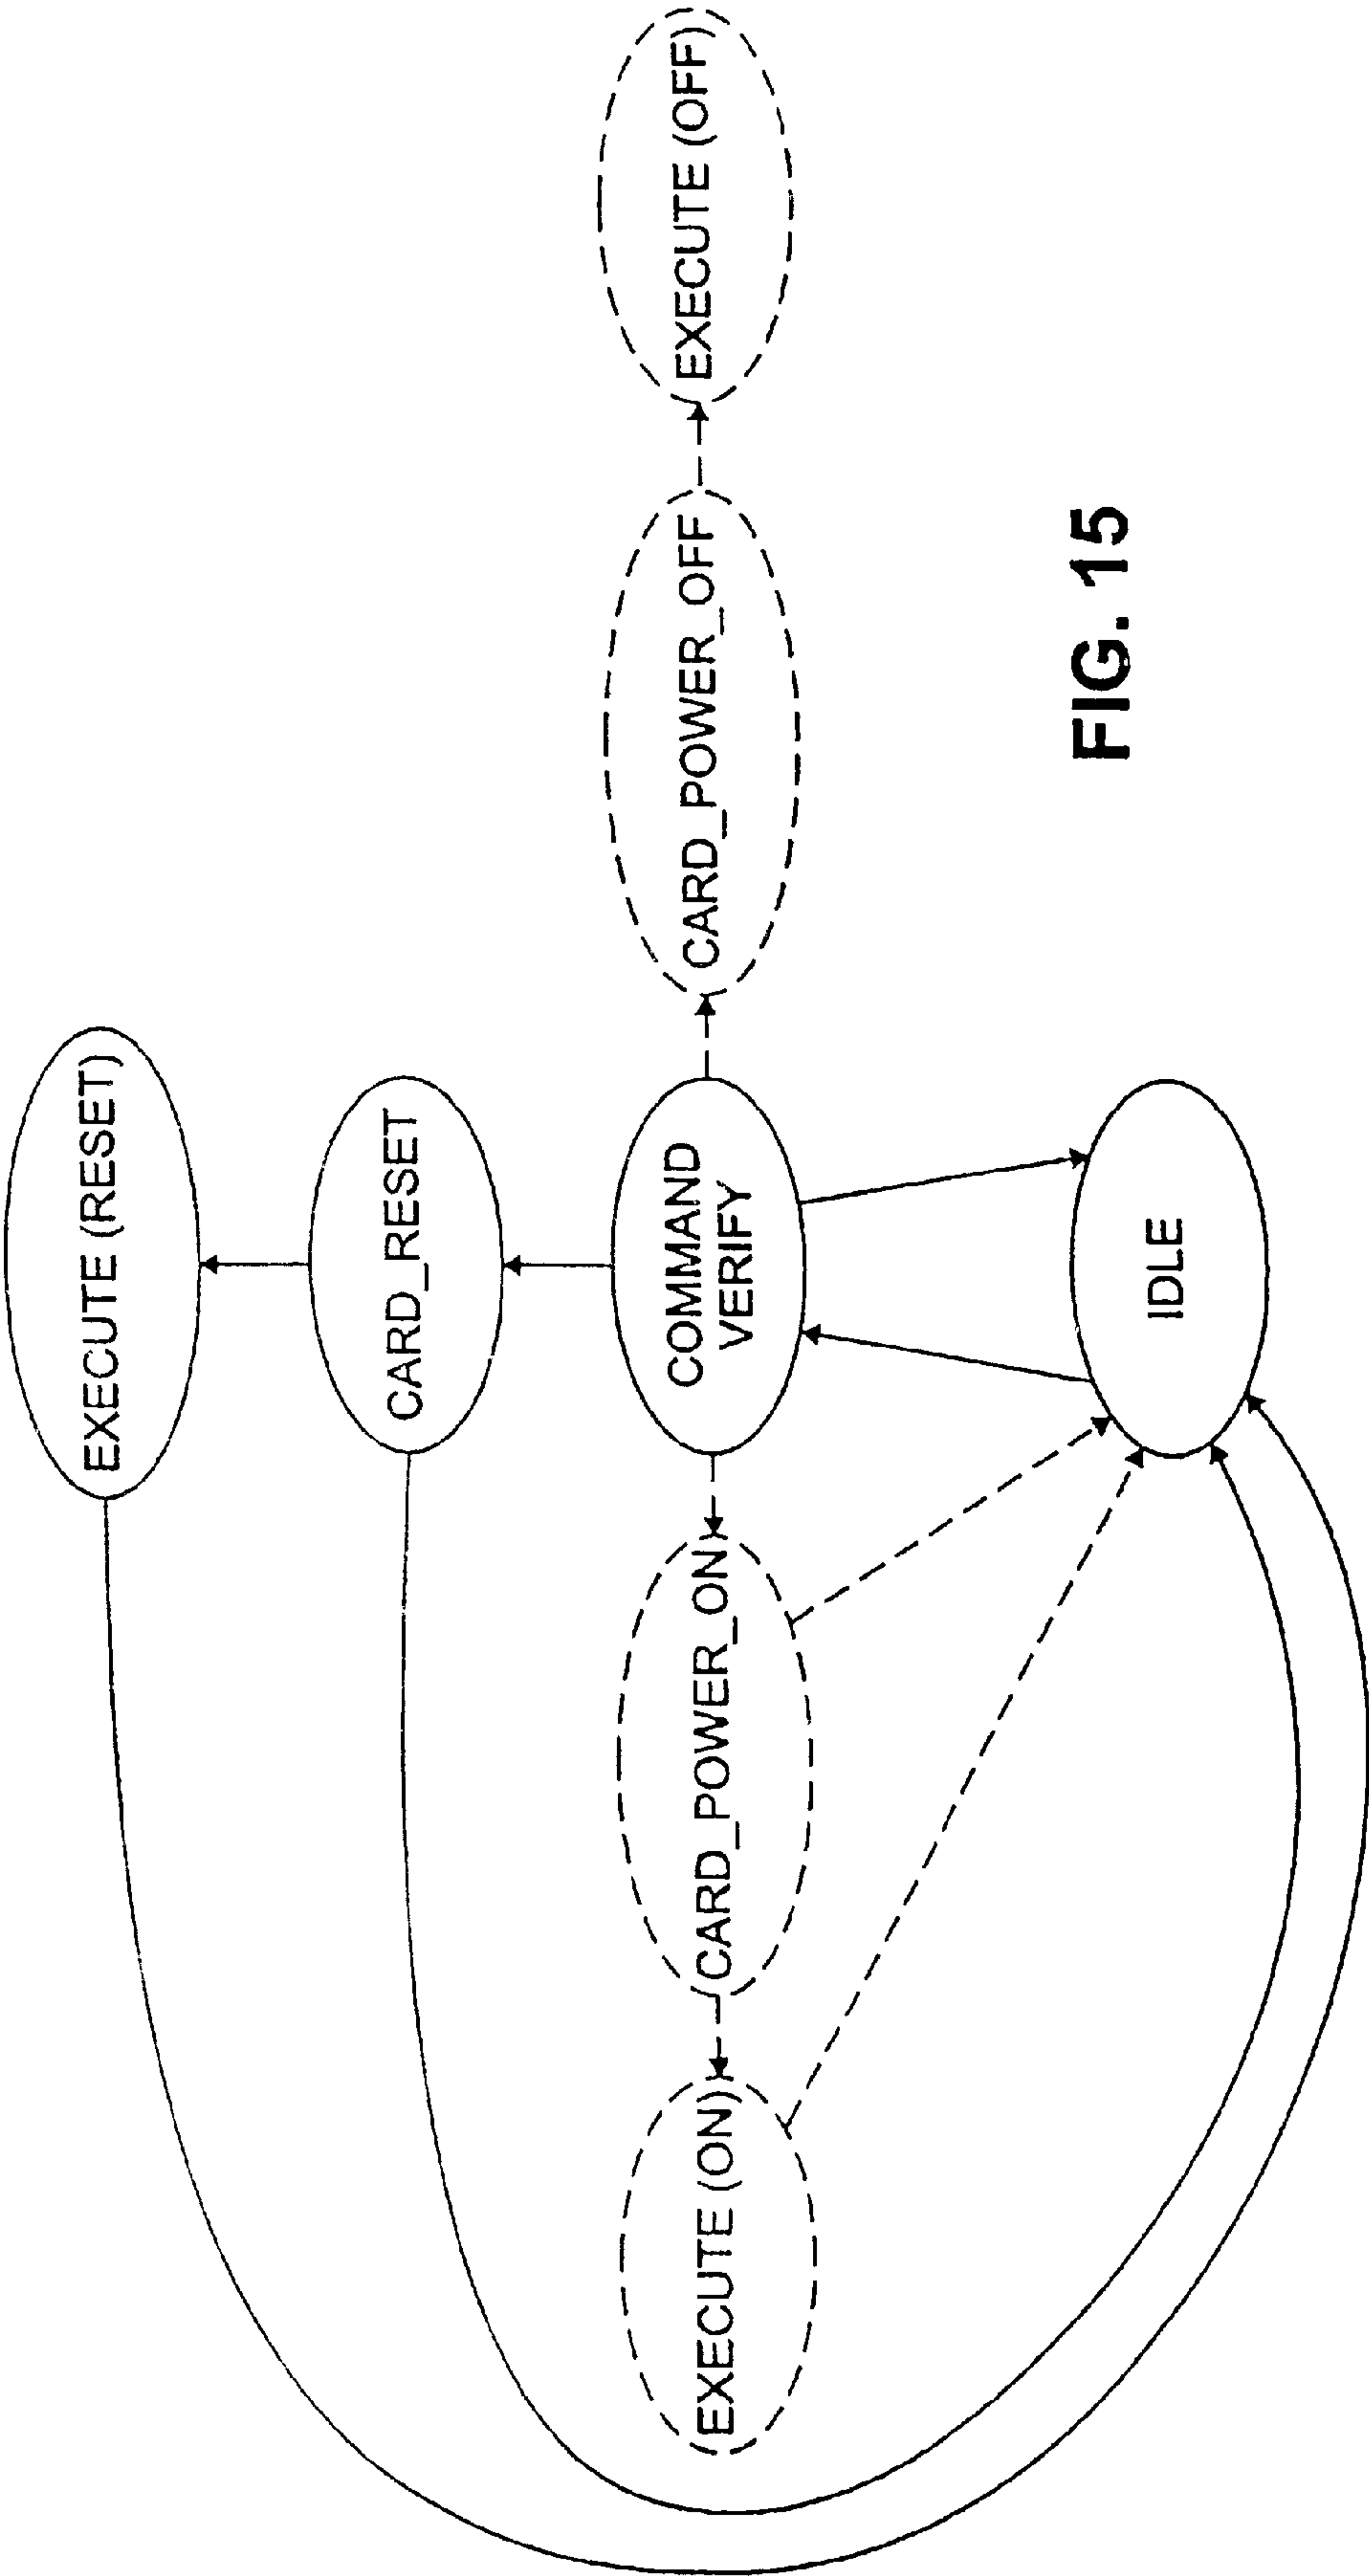 EXECUTE (RESET)
CARD_RESET
EXECUTE (ON)
CARD_POWER_ON
COMMAND
VERIFY
CARD_POWER_OFF
EXECUTE (OFF)
IDLE
FIG. 15